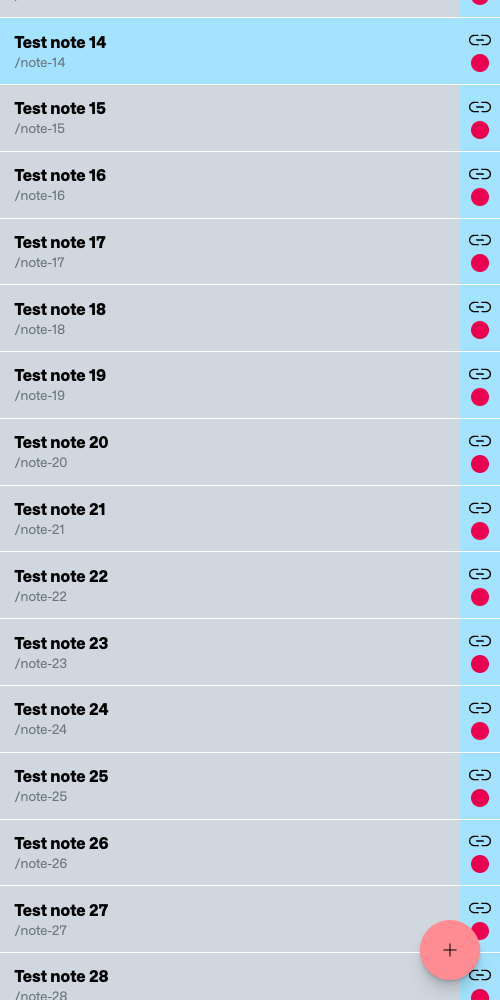 Test note 14
/note-14
Test note 15
/note-15
Test note 16
/note-16
Test note 17
/note-17
Test note 18
/note-18
Test note 19
/note-19
Test note 20
/note-20
Test note 21
/note-21
Test note 22
/note-22
Test note 23
/note-23
Test note 24
/note-24
Test note 25
/note-25
Test note 26
/note-26
Test note 27
/note-27
Test note 28
/note-28